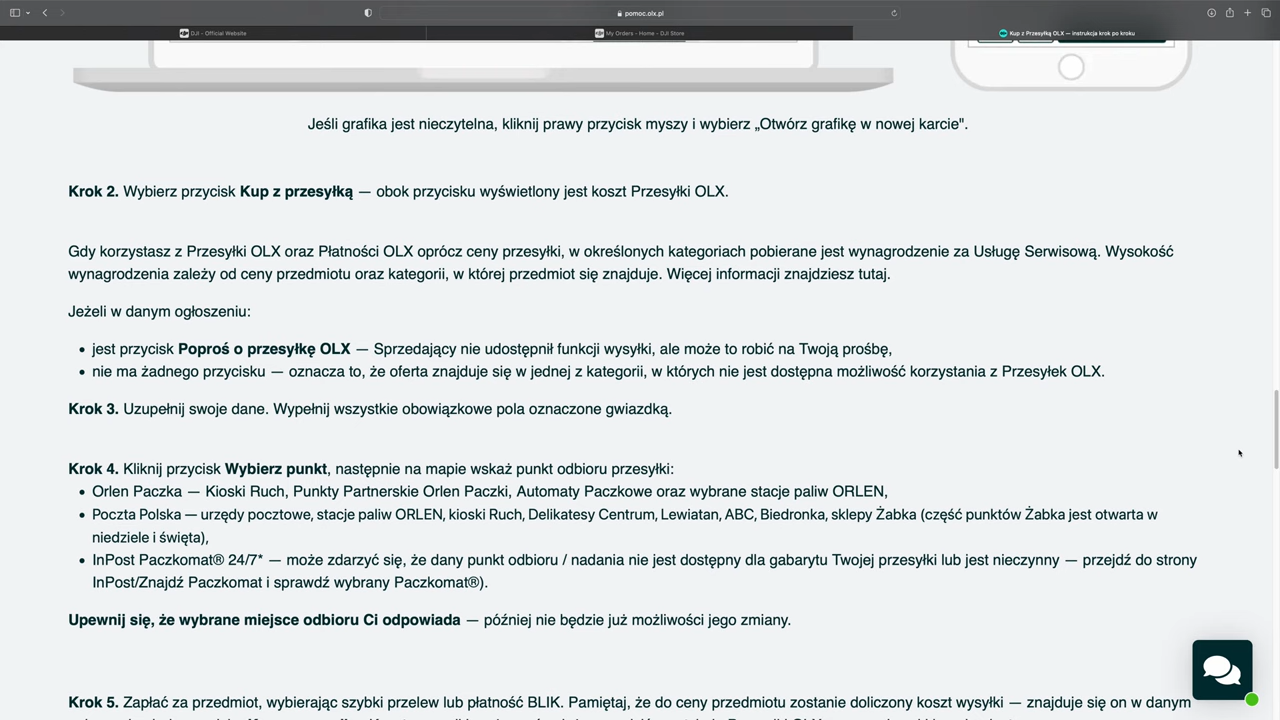 pomoc.olx.pl
DJI - Official Website
My Orders - Home - DJI Store
Kup z Przesyłką OLX — instrukcja krok po kroku
Jeśli grafika jest nieczytelna, kliknij prawy przycisk myszy i wybierz „Otwórz grafikę w nowej karcie".
Krok 2. Wybierz przycisk Kup z przesyłką — obok przycisku wyświetlony jest koszt Przesyłki OLX.
Gdy korzystasz z Przesyłki OLX oraz Płatności OLX oprócz ceny przesyłki, w określonych kategoriach pobierane jest wynagrodzenie za Usługę Serwisową. Wysokość
wynagrodzenia zależy od ceny przedmiotu oraz kategorii, w której przedmiot się znajduje. Więcej informacji znajdziesz tutaj.
Jeżeli w danym ogłoszeniu:
• jest przycisk Poproś o przesyłkę OLX — Sprzedający nie udostępnił funkcji wysyłki, ale może to robić na Twoją prośbę,
• nie ma żadnego przycisku — oznacza to, że oferta znajduje się w jednej z kategorii, w których nie jest dostępna możliwość korzystania z Przesyłek OLX.
Krok 3. Uzupełnij swoje dane. Wypełnij wszystkie obowiązkowe pola oznaczone gwiazdką.
Krok 4. Kliknij przycisk Wybierz punkt, następnie na mapie wskaż punkt odbioru przesyłki:
• Orlen Paczka — Kioski Ruch, Punkty Partnerskie Orlen Paczki, Automaty Paczkowe oraz wybrane stacje paliw ORLEN,
• Poczta Polska — urzędy pocztowe, stacje paliw ORLEN, kioski Ruch, Delikatesy Centrum, Lewiatan, ABC, Biedronka, sklepy Żabka (część punktów Żabka jest otwarta w
niedziele i święta),
• InPost Paczkomat® 24/7* — może zdarzyć się, że dany punkt odbioru / nadania nie jest dostępny dla gabarytu Twojej przesyłki lub jest nieczynny — przejdź do strony
InPost/Znajdź Paczkomat i sprawdź wybrany Paczkomat®).
Upewnij się, że wybrane miejsce odbioru Ci odpowiada — później nie będzie już możliwości jego zmiany.
Krok 5. Zapłać za przedmiot, wybierając szybki przelew lub płatność BLIK. Pamiętaj, że do ceny przedmiotu zostanie doliczony koszt wysyłki — znajduje się on w danym